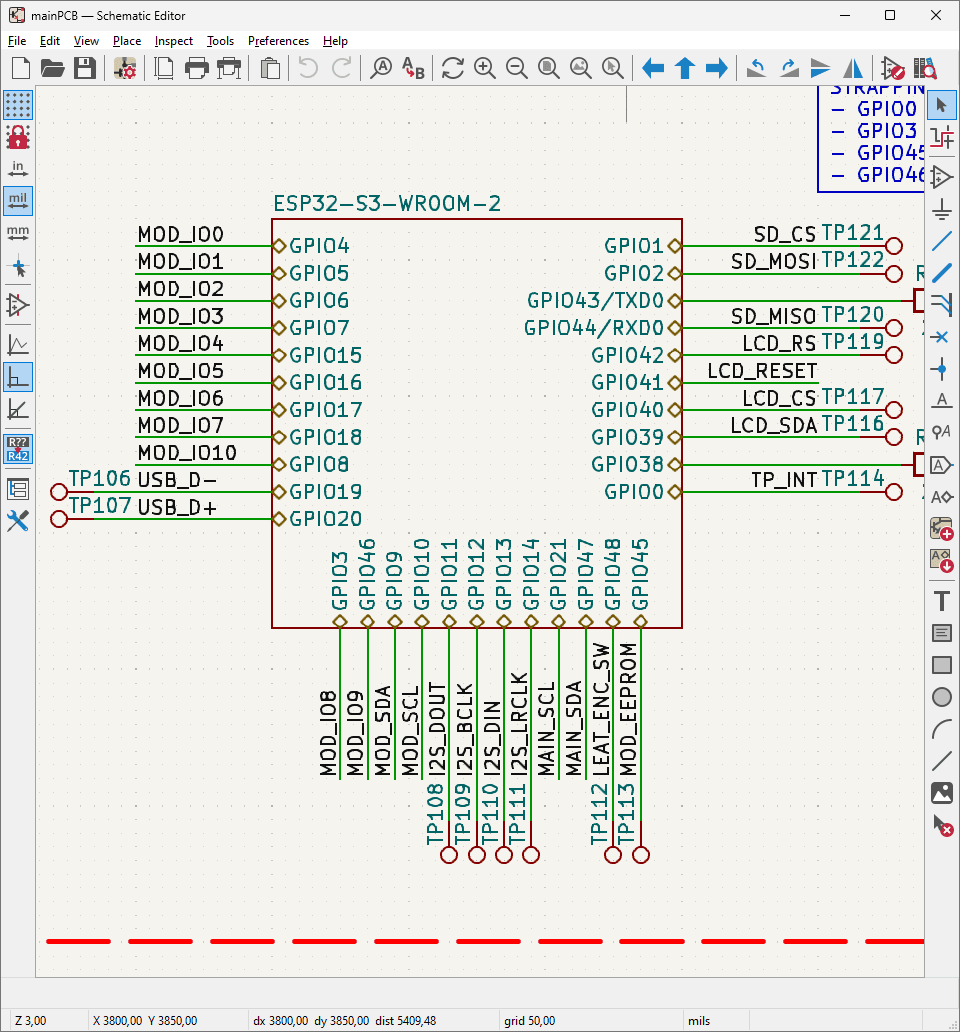 mainPCB — Schematic Editor
File Edit View Place Inspect Tools Preferences Help
in
mil
mm
R??
R42
STRAPPIN
– GPIO0
– GPIO3
– GPIO45
– GPIO46
ESP32-S3-WROOM-2
MOD_IO0 GPIO4 GPIO1 SD_CS TP121
MOD_IO1 GPIO5 GPIO2 SD_MOSI TP122
MOD_IO2 GPIO6 GPIO43/TXD0 R
MOD_IO3 GPIO7 GPIO44/RXD0 SD_MISO TP120
MOD_IO4 GPIO15 GPIO42 LCD_RS TP119
MOD_IO5 GPIO16 GPIO41 LCD_RESET
MOD_IO6 GPIO17 GPIO40 LCD_CS TP117
MOD_IO7 GPIO18 GPIO39 LCD_SDA TP116
MOD_IO10 GPIO8 GPIO38 R
TP106 USB_D- GPIO19 GPIO0 TP_INT TP114
TP107 USB_D+ GPIO20
GPIO3 GPIO46 GPIO9 GPIO10 GPIO11 GPIO12 GPIO13 GPIO14 GPIO21 GPIO47 GPIO48 GPIO45
MOD_IO8 MOD_IO9 MOD_SDA MOD_SCL I2S_DOUT I2S_BCLK I2S_DIN I2S_LRCLK MAIN_SCL MAIN_SDA LEAT_ENC_SW MOD_EEPROM
TP108 TP109 TP110 TP111 TP112 TP113
Z 3,00 X 3800,00 Y 3850,00 dx 3800,00 dy 3850,00 dist 5409,48 grid 50,00 mils